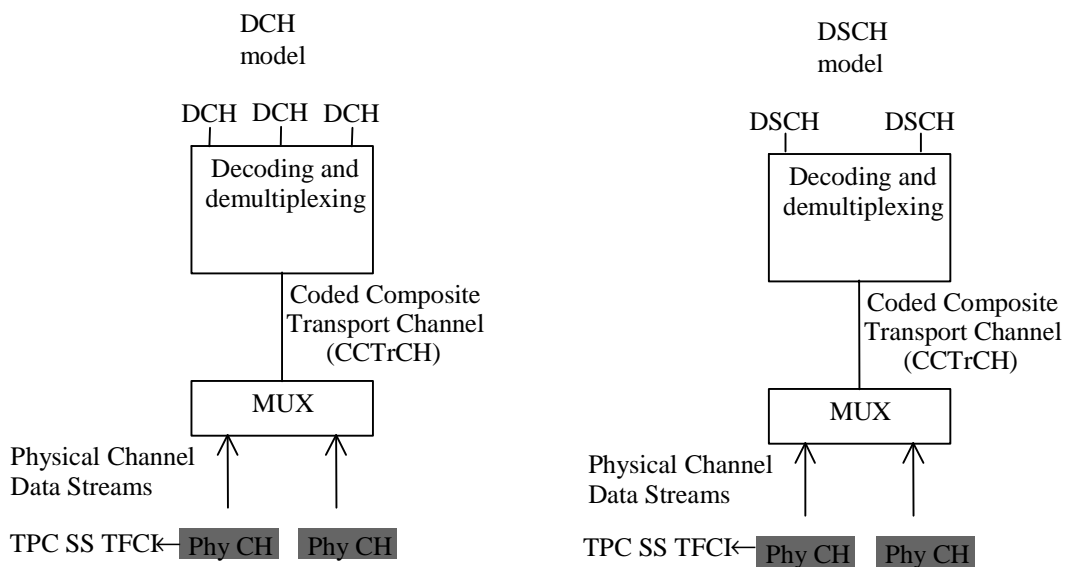 DCH
model
DCH DCH DCH
Decoding and
demultiplexing
Coded Composite
Transport Channel
(CCTrCH)
MUX
Physical Channel
Data Streams
TPC SS TFCI Phy CH Phy CH
DSCH
model
DSCH DSCH
Decoding and
demultiplexing
Coded Composite
Transport Channel
(CCTrCH)
MUX
Physical Channel
Data Streams
TPC SS TFCI Phy CH Phy CH